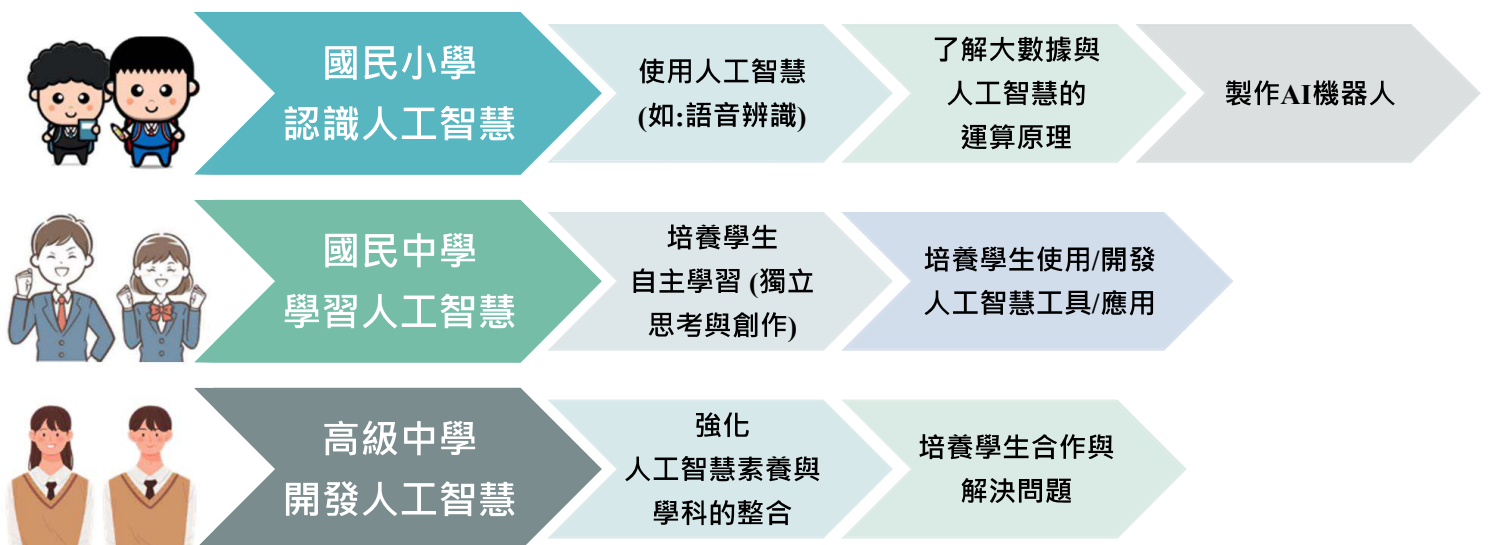 國民小學
認識人工智慧
使用人工智慧
(如:語音辨識)
了解大數據與
人工智慧的
運算原理
製作AI機器人
國民中學
學習人工智慧
培養學生
自主學習 (獨立
思考與創作)
培養學生使用/開發
人工智慧工具/應用
高級中學
開發人工智慧
強化
人工智慧素養與
學科的整合
培養學生合作與
解決問題